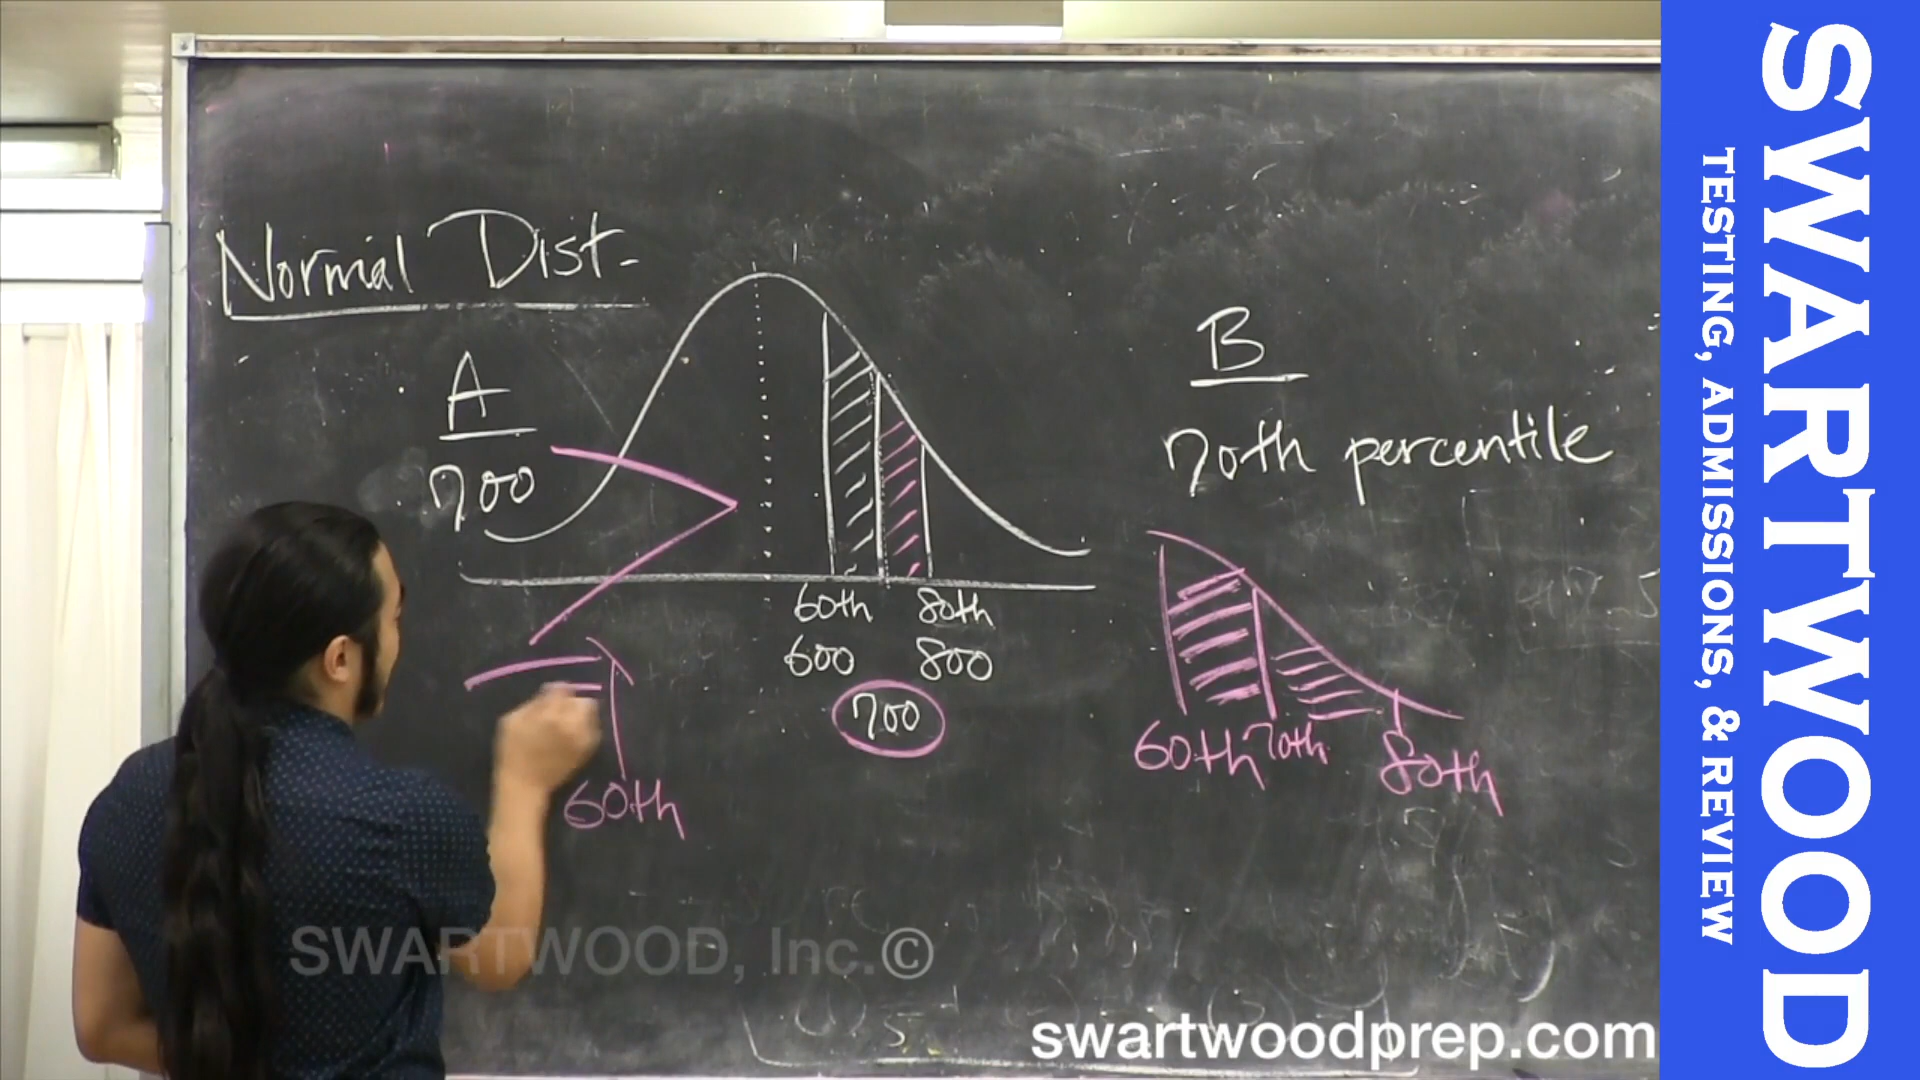 Normal Dist.
A
700
60th 80th
600 800
700
60th
B
70th percentile
60th 70th 80th
SWARTWOOD, Inc.©
swartwoodprep.com
SWARTWOOD
TESTING, ADMISSIONS, & REVIEW